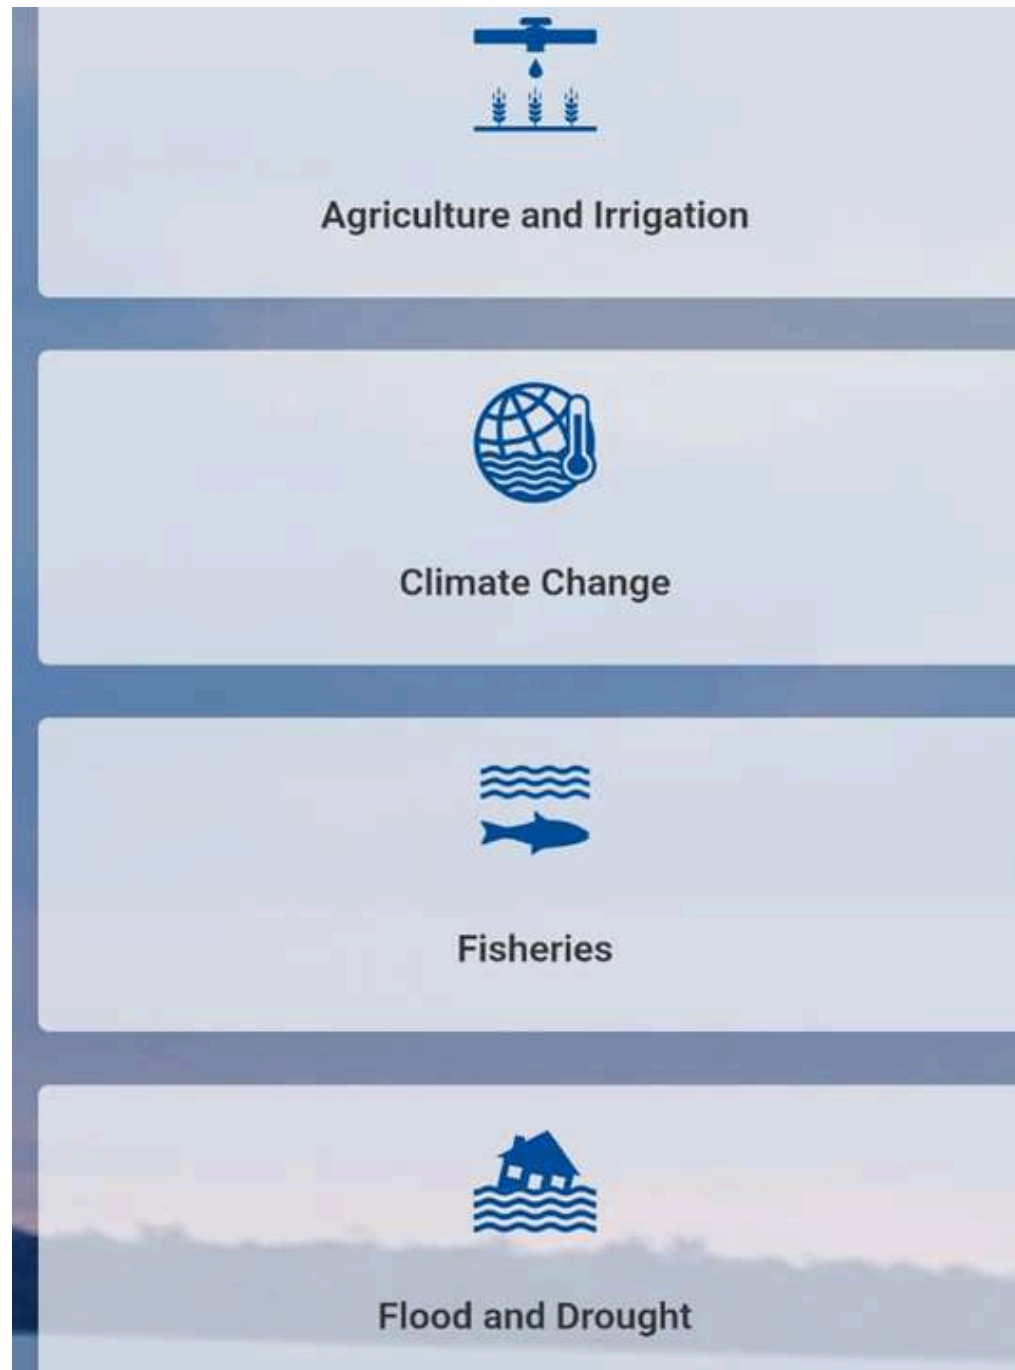 Agriculture and Irrigation
Climate Change
Fisheries
Flood and Drought